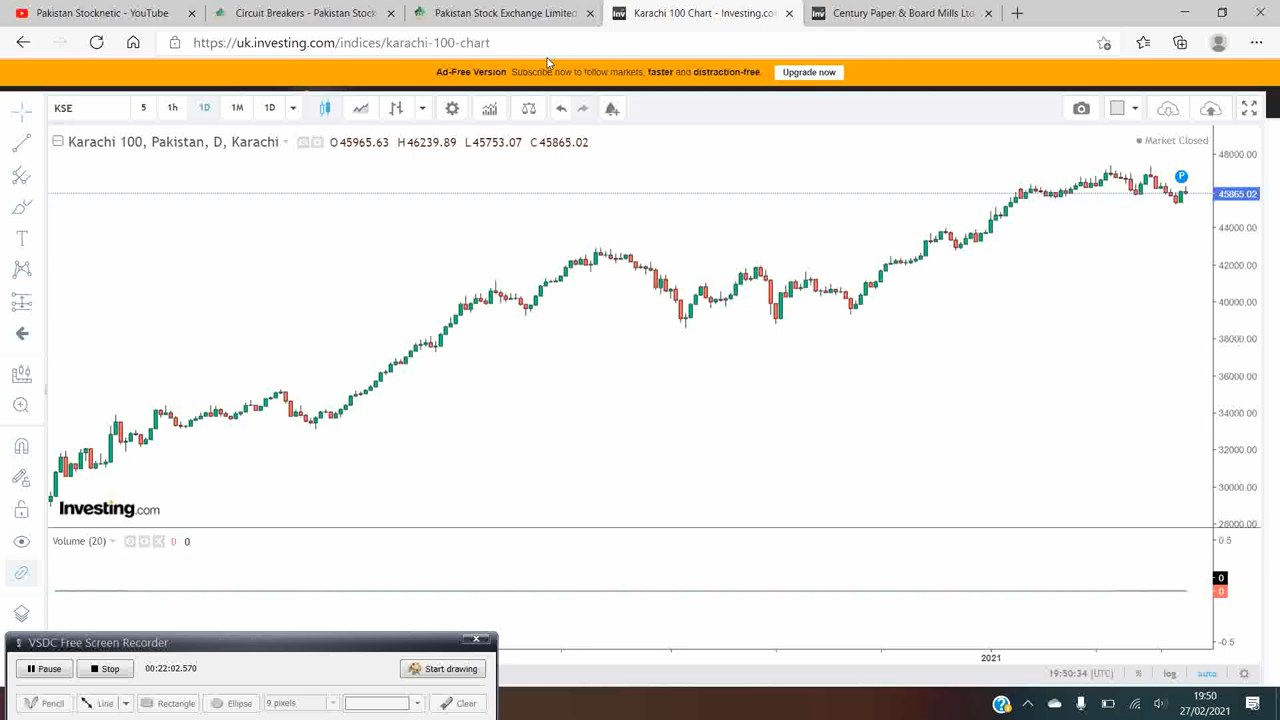 Pakistan Stocknetic - YouTube
Circuit Breakers - Pakistan Stock
Pakistan Stock Exchange Limited
Karachi 100 Chart - Investing.com
Century Paper & Board Mills Ltd.
https://uk.investing.com/indices/karachi-100-chart
Ad-Free Version Subscribe now to follow markets, faster and distraction-free. Upgrade now
KSE 5 1h 1D 1M 1D
Karachi 100, Pakistan, D, Karachi O45965.63 H46239.89 L45753.07 C45865.02
Market Closed
48000.00
P
45865.02
44000.00
42000.00
40000.00
38000.00
36000.00
34000.00
32000.00
30000.00
28000.00
Investing.com
Volume (20) 0 0
0.5
0
0
-0.5
2021
19:50:34 (UTC) % log auto
VSDC Free Screen Recorder
Pause Stop 00:22:02.570 Start drawing
Pencil Line Rectangle Ellipse 9 pixels Clear
19:50
27/02/2021